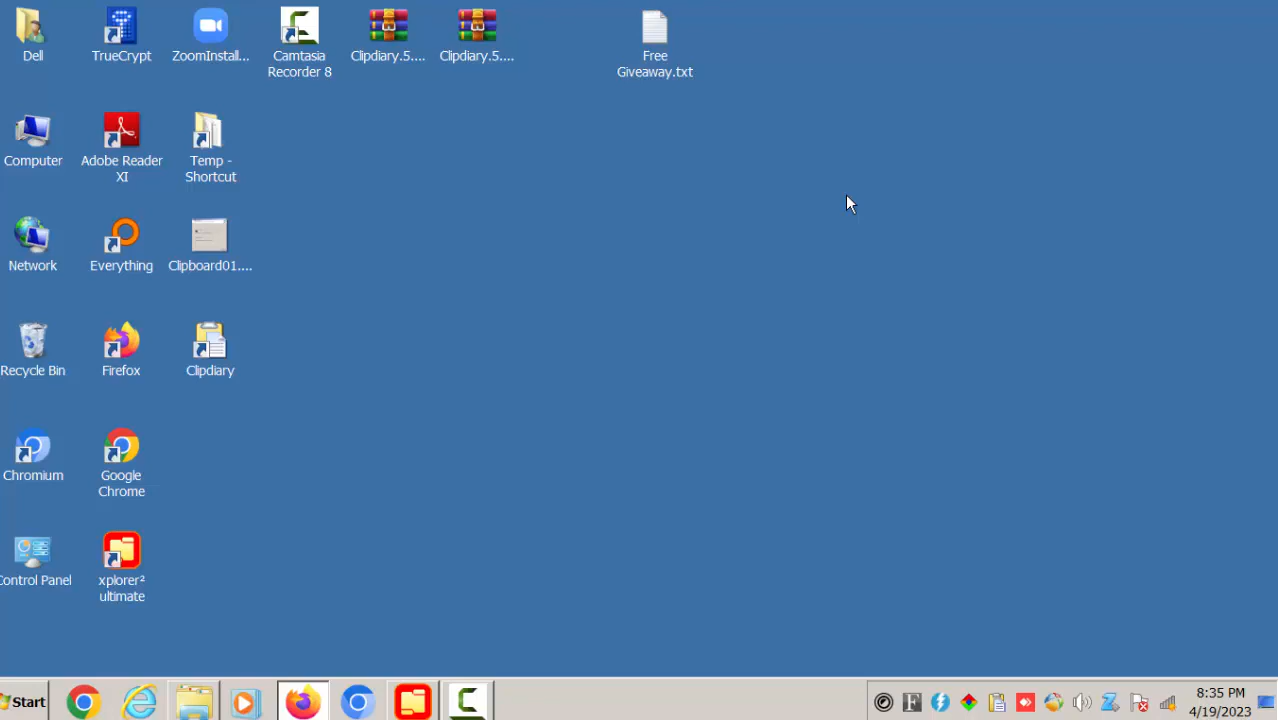 Dell
TrueCrypt
ZoomInstall...
Camtasia
Recorder 8
Clipdiary.5....
Clipdiary.5....
Free
Giveaway.txt
Computer
Adobe Reader
XI
Temp -
Shortcut
Network
Everything
Clipboard01....
Recycle Bin
Firefox
Clipdiary
Chromium
Google
Chrome
Control Panel
xplorer²
ultimate
Start
8:35 PM
4/19/2023